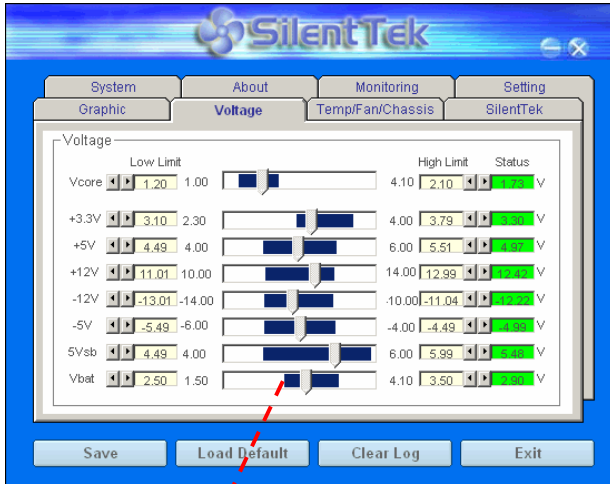 SilentTek
System About Monitoring Setting
Graphic Voltage Temp/Fan/Chassis SilentTek
Voltage
Low Limit High Limit Status
Vcore 1.20 1.00 4.10 2.10 1.73 V
+3.3V 3.10 2.30 4.00 3.79 3.30 V
+5V 4.49 4.00 6.00 5.51 4.97 V
+12V 11.01 10.00 14.00 12.99 12.42 V
-12V -13.01 -14.00 -10.00 -11.04 -12.22 V
-5V -5.49 -6.00 -4.00 -4.49 -4.99 V
5Vsb 4.49 4.00 6.00 5.99 5.48 V
Vbat 2.50 1.50 4.10 3.50 2.90 V
Save Load Default Clear Log Exit